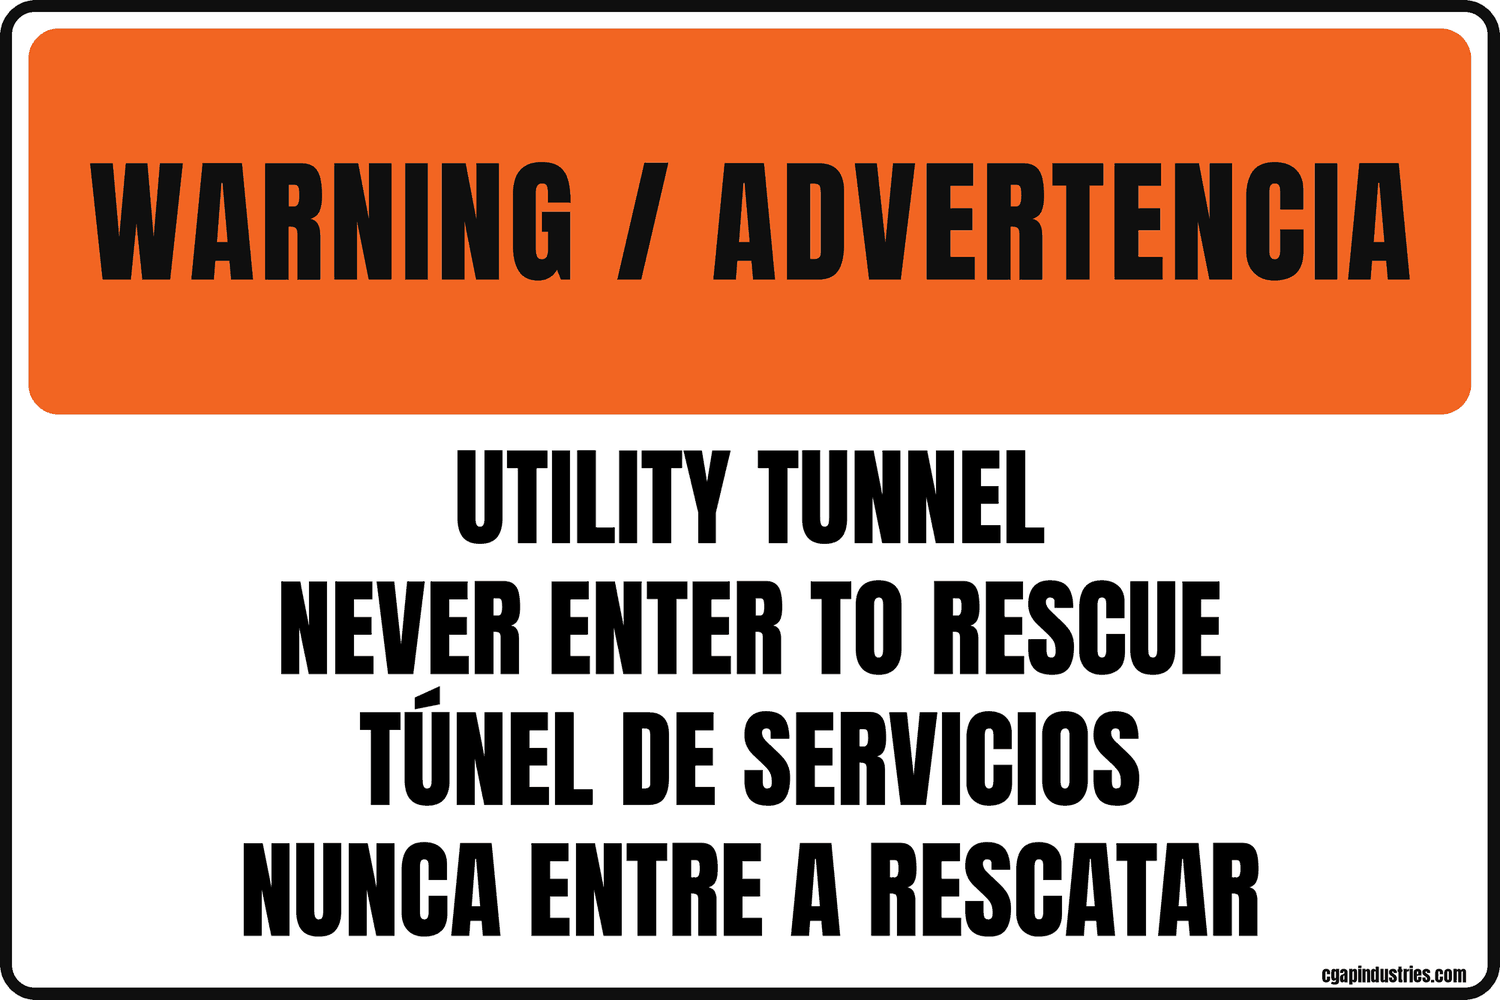 WARNING / ADVERTENCIA
UTILITY TUNNEL
NEVER ENTER TO RESCUE
TÚNEL DE SERVICIOS
NUNCA ENTRE A RESCATAR
cgapindustries.com